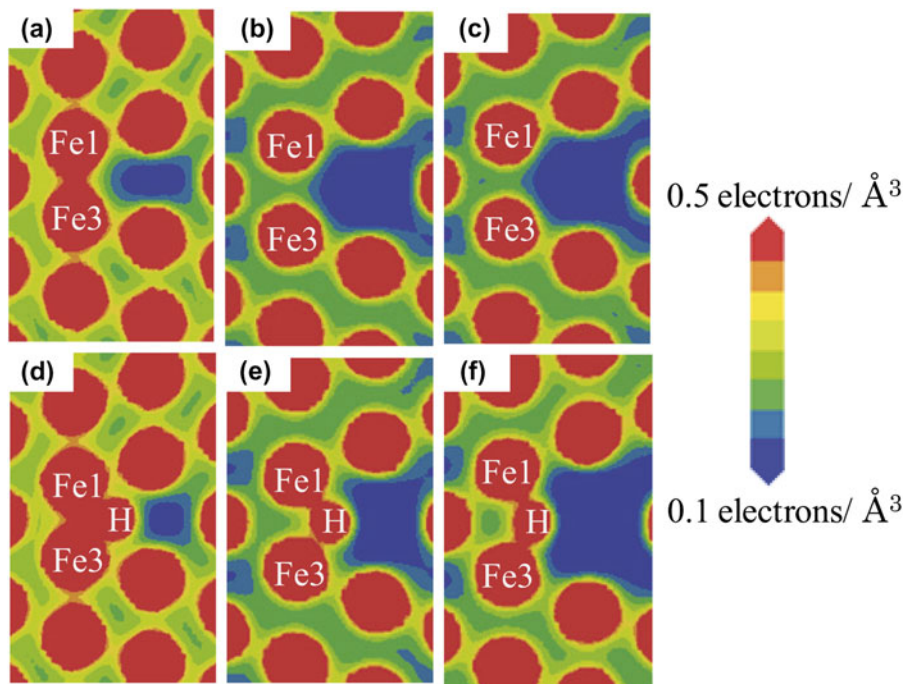 (a)
(b)
(c)
Fe1
Fe3
Fe1
Fe3
Fe1
Fe3
0.5 electrons/ Å³
(d)
(e)
(f)
Fe1
H
Fe3
Fe1
H
Fe3
Fe1
H
Fe3
0.1 electrons/ Å³